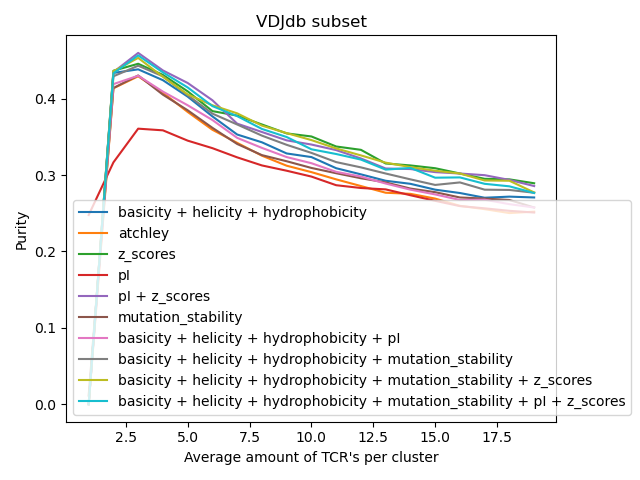 VDJdb subset
Purity
0.4
0.3
0.2
0.1
0.0
basicity + helicity + hydrophobicity
atchley
z_scores
pI
pI + z_scores
mutation_stability
basicity + helicity + hydrophobicity + pI
basicity + helicity + hydrophobicity + mutation_stability
basicity + helicity + hydrophobicity + mutation_stability + z_scores
basicity + helicity + hydrophobicity + mutation_stability + pI + z_scores
2.5 5.0 7.5 10.0 12.5 15.0 17.5
Average amount of TCR's per cluster